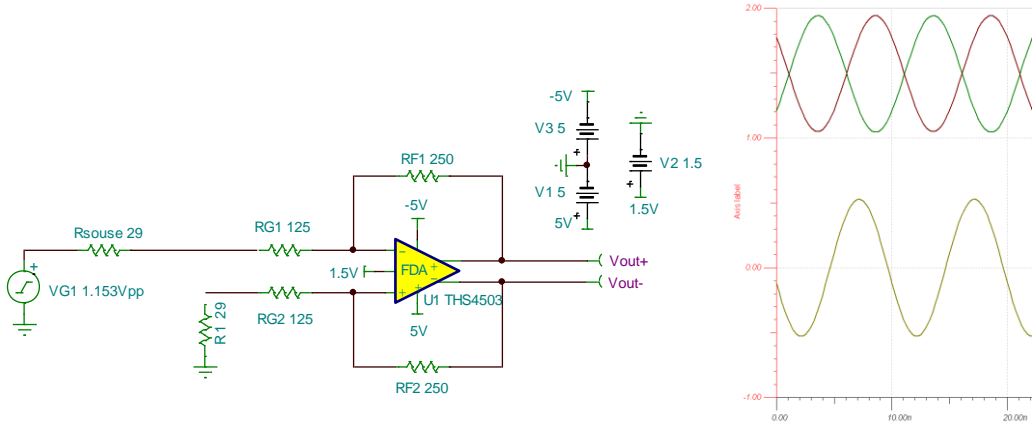 -5V
V3 5
V1 5
5V
V2 1.5
1.5V
RF1 250
-5V
Rsouse 29
RG1 125
1.5V
FDA
+
VG1 1.153Vpp
RG2 125
U1 THS4503
R1 29
5V
RF2 250
Vout+
Vout-
2.00
1.00
Axis label
0.00
-1.00
0.00
10.00n
20.00n